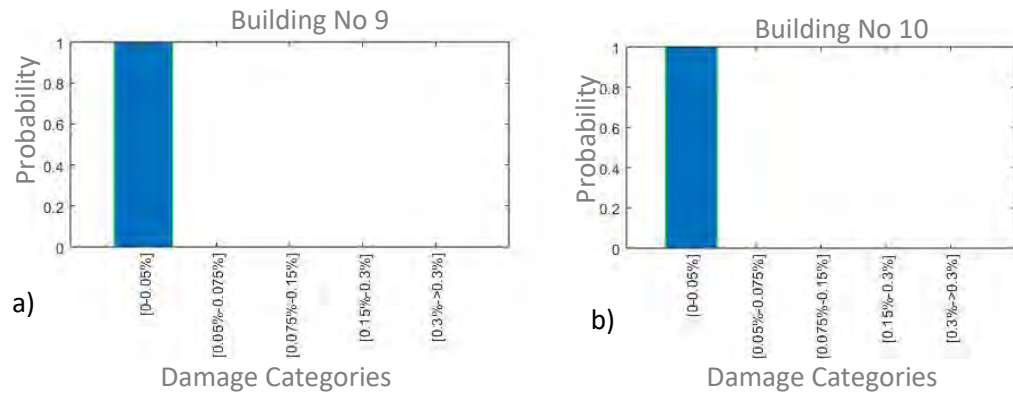 Building No 9
Probability
1
0.8
0.6
0.4
0.2
0
[0-0.05%]
[0.05%-0.075%]
[0.075%-0.15%]
[0.15%-0.3%]
[0.3%->0.3%]
a)
Damage Categories
Building No 10
Probability
1
0.8
0.6
0.4
0.2
0
[0-0.05%]
[0.05%-0.075%]
[0.075%-0.15%]
[0.15%-0.3%]
[0.3%->0.3%]
b)
Damage Categories